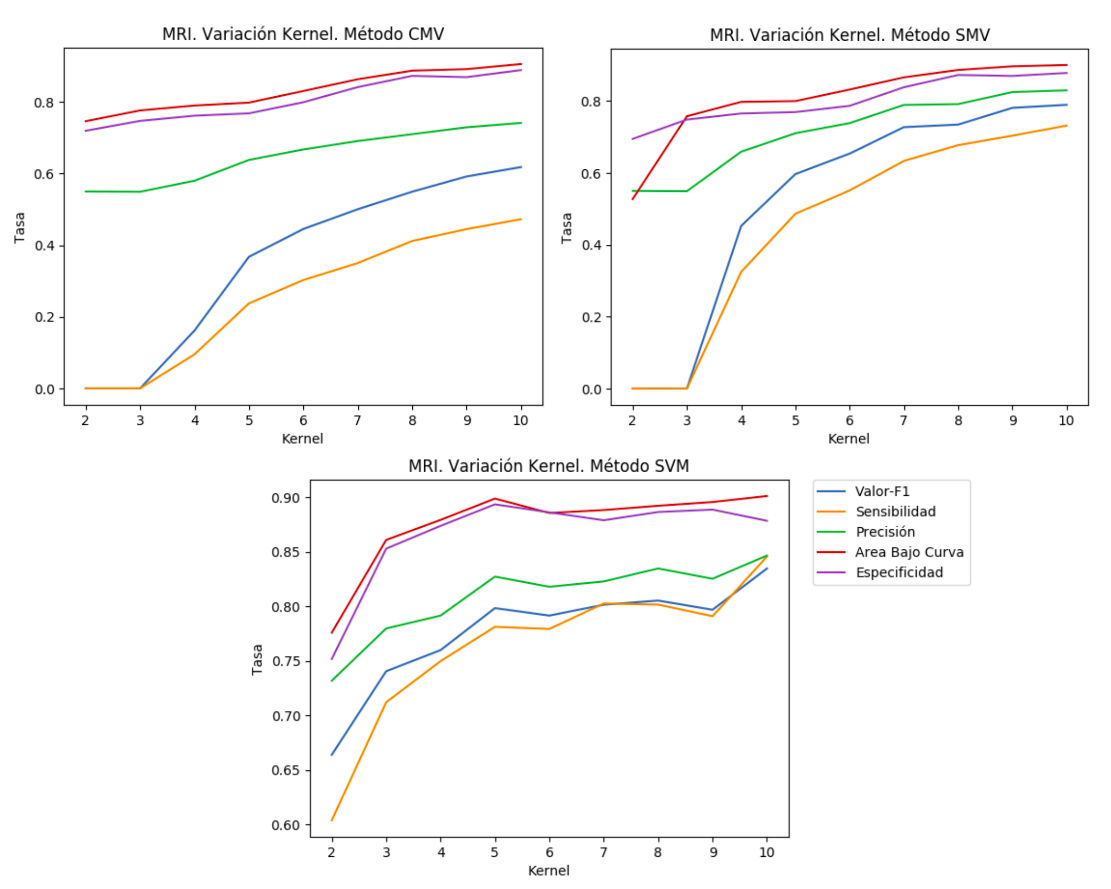 MRI. Variación Kernel. Método CMV
Tasa
0.8
0.6
0.4
0.2
0.0
2 3 4 5 6 7 8 9 10
Kernel
MRI. Variación Kernel. Método SMV
Tasa
0.8
0.6
0.4
0.2
0.0
2 3 4 5 6 7 8 9 10
Kernel
MRI. Variación Kernel. Método SVM
Tasa
0.90
0.85
0.80
0.75
0.70
0.65
0.60
2 3 4 5 6 7 8 9 10
Kernel
Valor-F1
Sensibilidad
Precisión
Area Bajo Curva
Especificidad